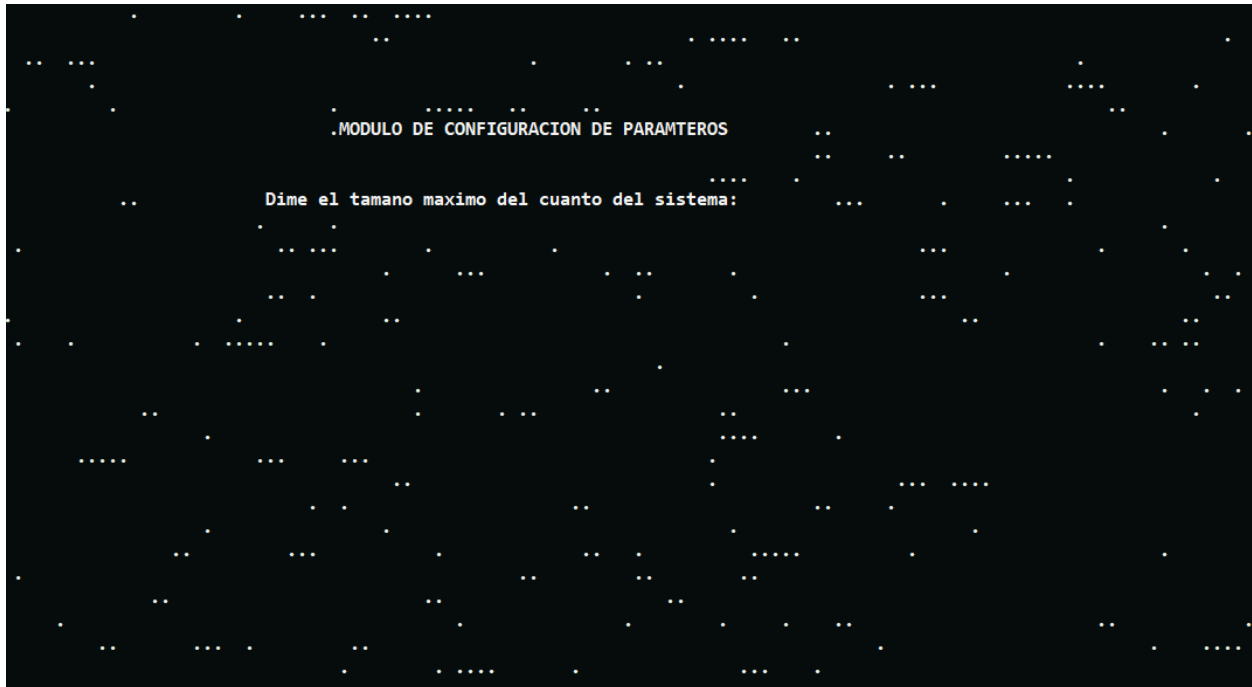 .MODULO DE CONFIGURACION DE PARAMTEROS
Dime el tamano maximo del cuanto del sistema: